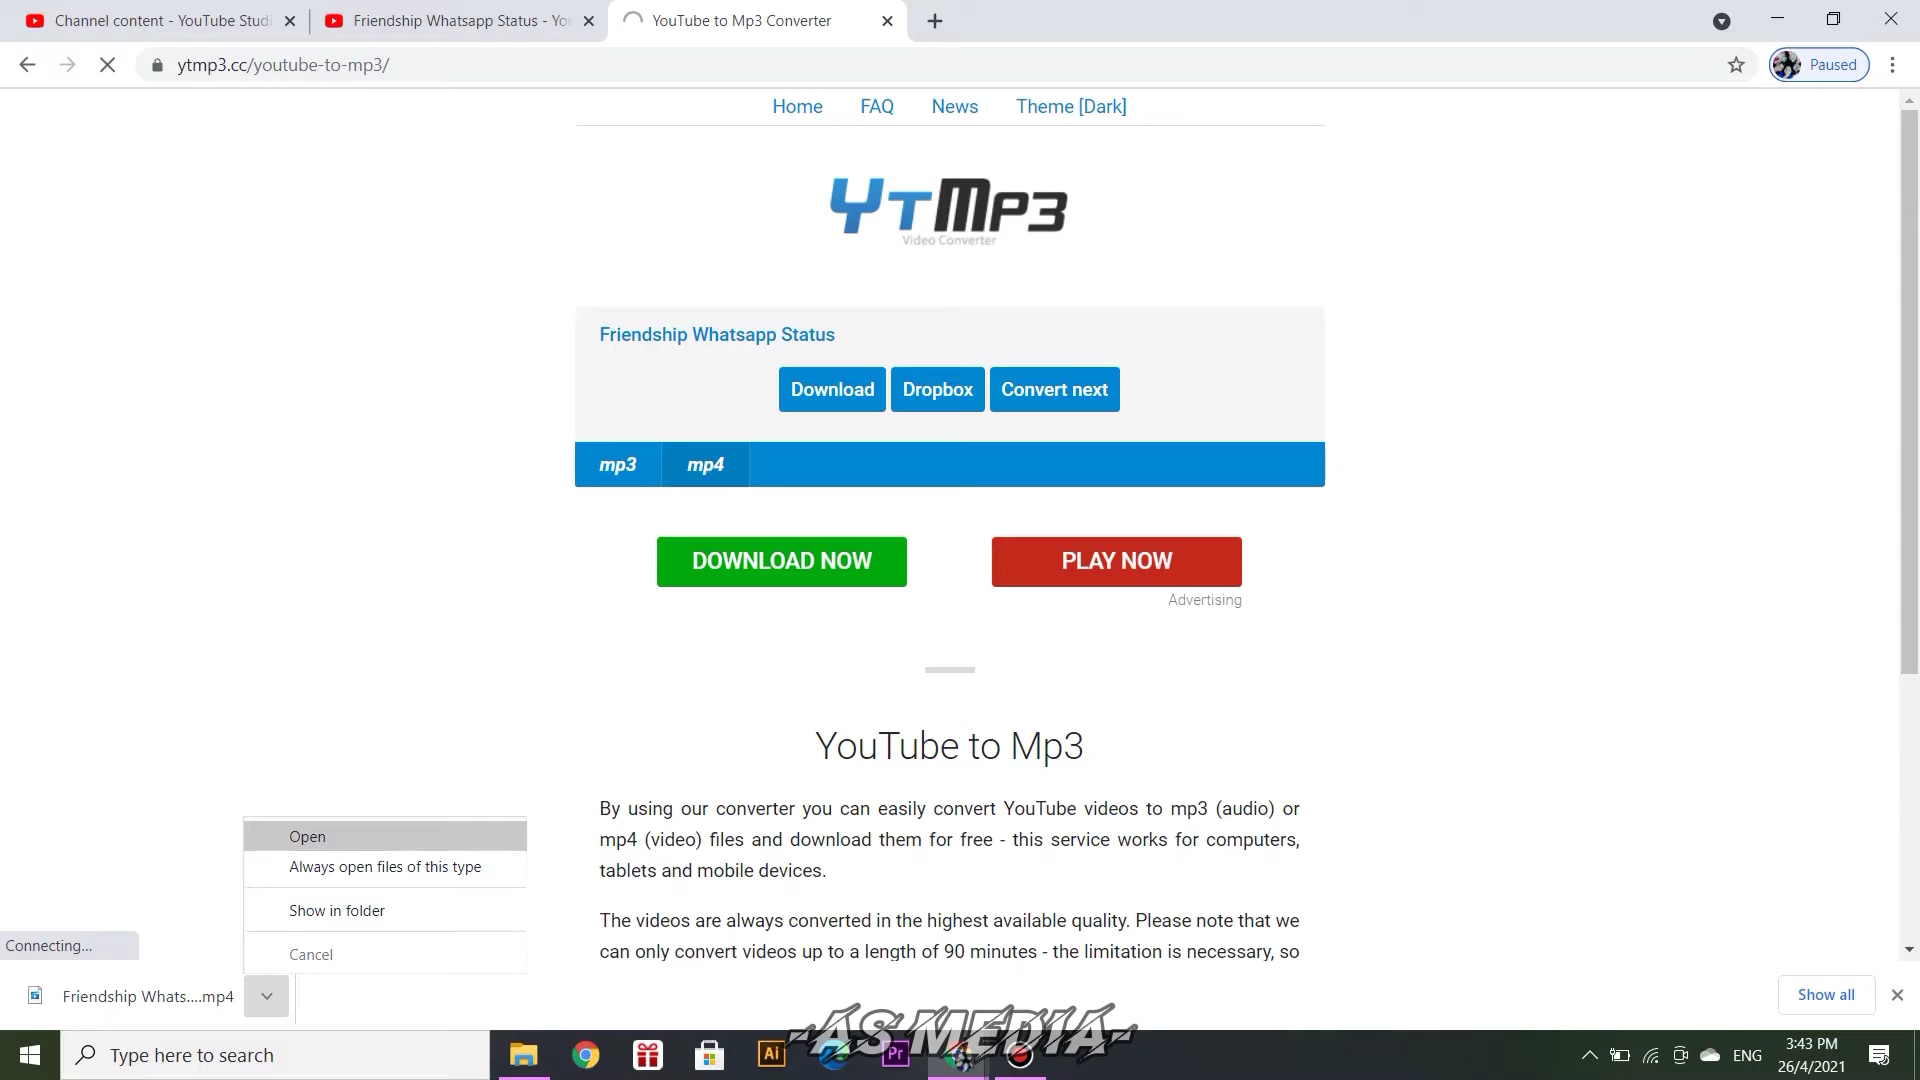 Channel content - YouTube Studi
Friendship Whatsapp Status - You
YouTube to Mp3 Converter
ytmp3.cc/youtube-to-mp3/
Paused
Home
FAQ
News
Theme [Dark]
YTMP3
Video Converter
Friendship Whatsapp Status
Download
Dropbox
Convert next
mp3
mp4
DOWNLOAD NOW
PLAY NOW
Advertising
YouTube to Mp3
By using our converter you can easily convert YouTube videos to mp3 (audio) or
mp4 (video) files and download them for free - this service works for computers,
tablets and mobile devices.
The videos are always converted in the highest available quality. Please note that we
can only convert videos up to a length of 90 minutes - the limitation is necessary, so
Open
Always open files of this type
Show in folder
Cancel
Connecting...
Friendship Whats....mp4
Show all
-AS MEDIA-
Type here to search
Ai
Pr
ENG
3:43 PM
26/4/2021